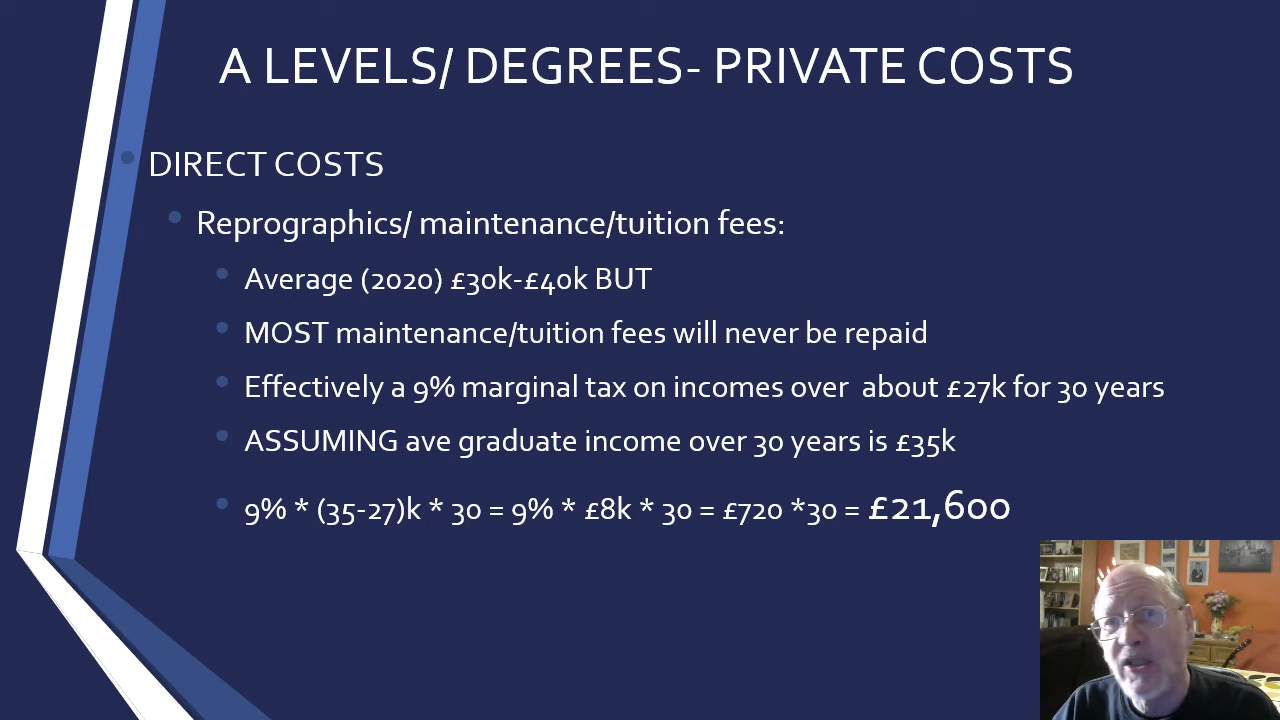 A LEVELS/ DEGREES- PRIVATE COSTS
DIRECT COSTS
Reprographics/ maintenance/tuition fees:
Average (2020) £30k-£40k BUT
MOST maintenance/tuition fees will never be repaid
Effectively a 9% marginal tax on incomes over  about £27k for 30 years
ASSUMING ave graduate income over 30 years is £35k
9% * (35-27)k * 30 = 9% * £8k * 30 = £720 *30 = £21,600